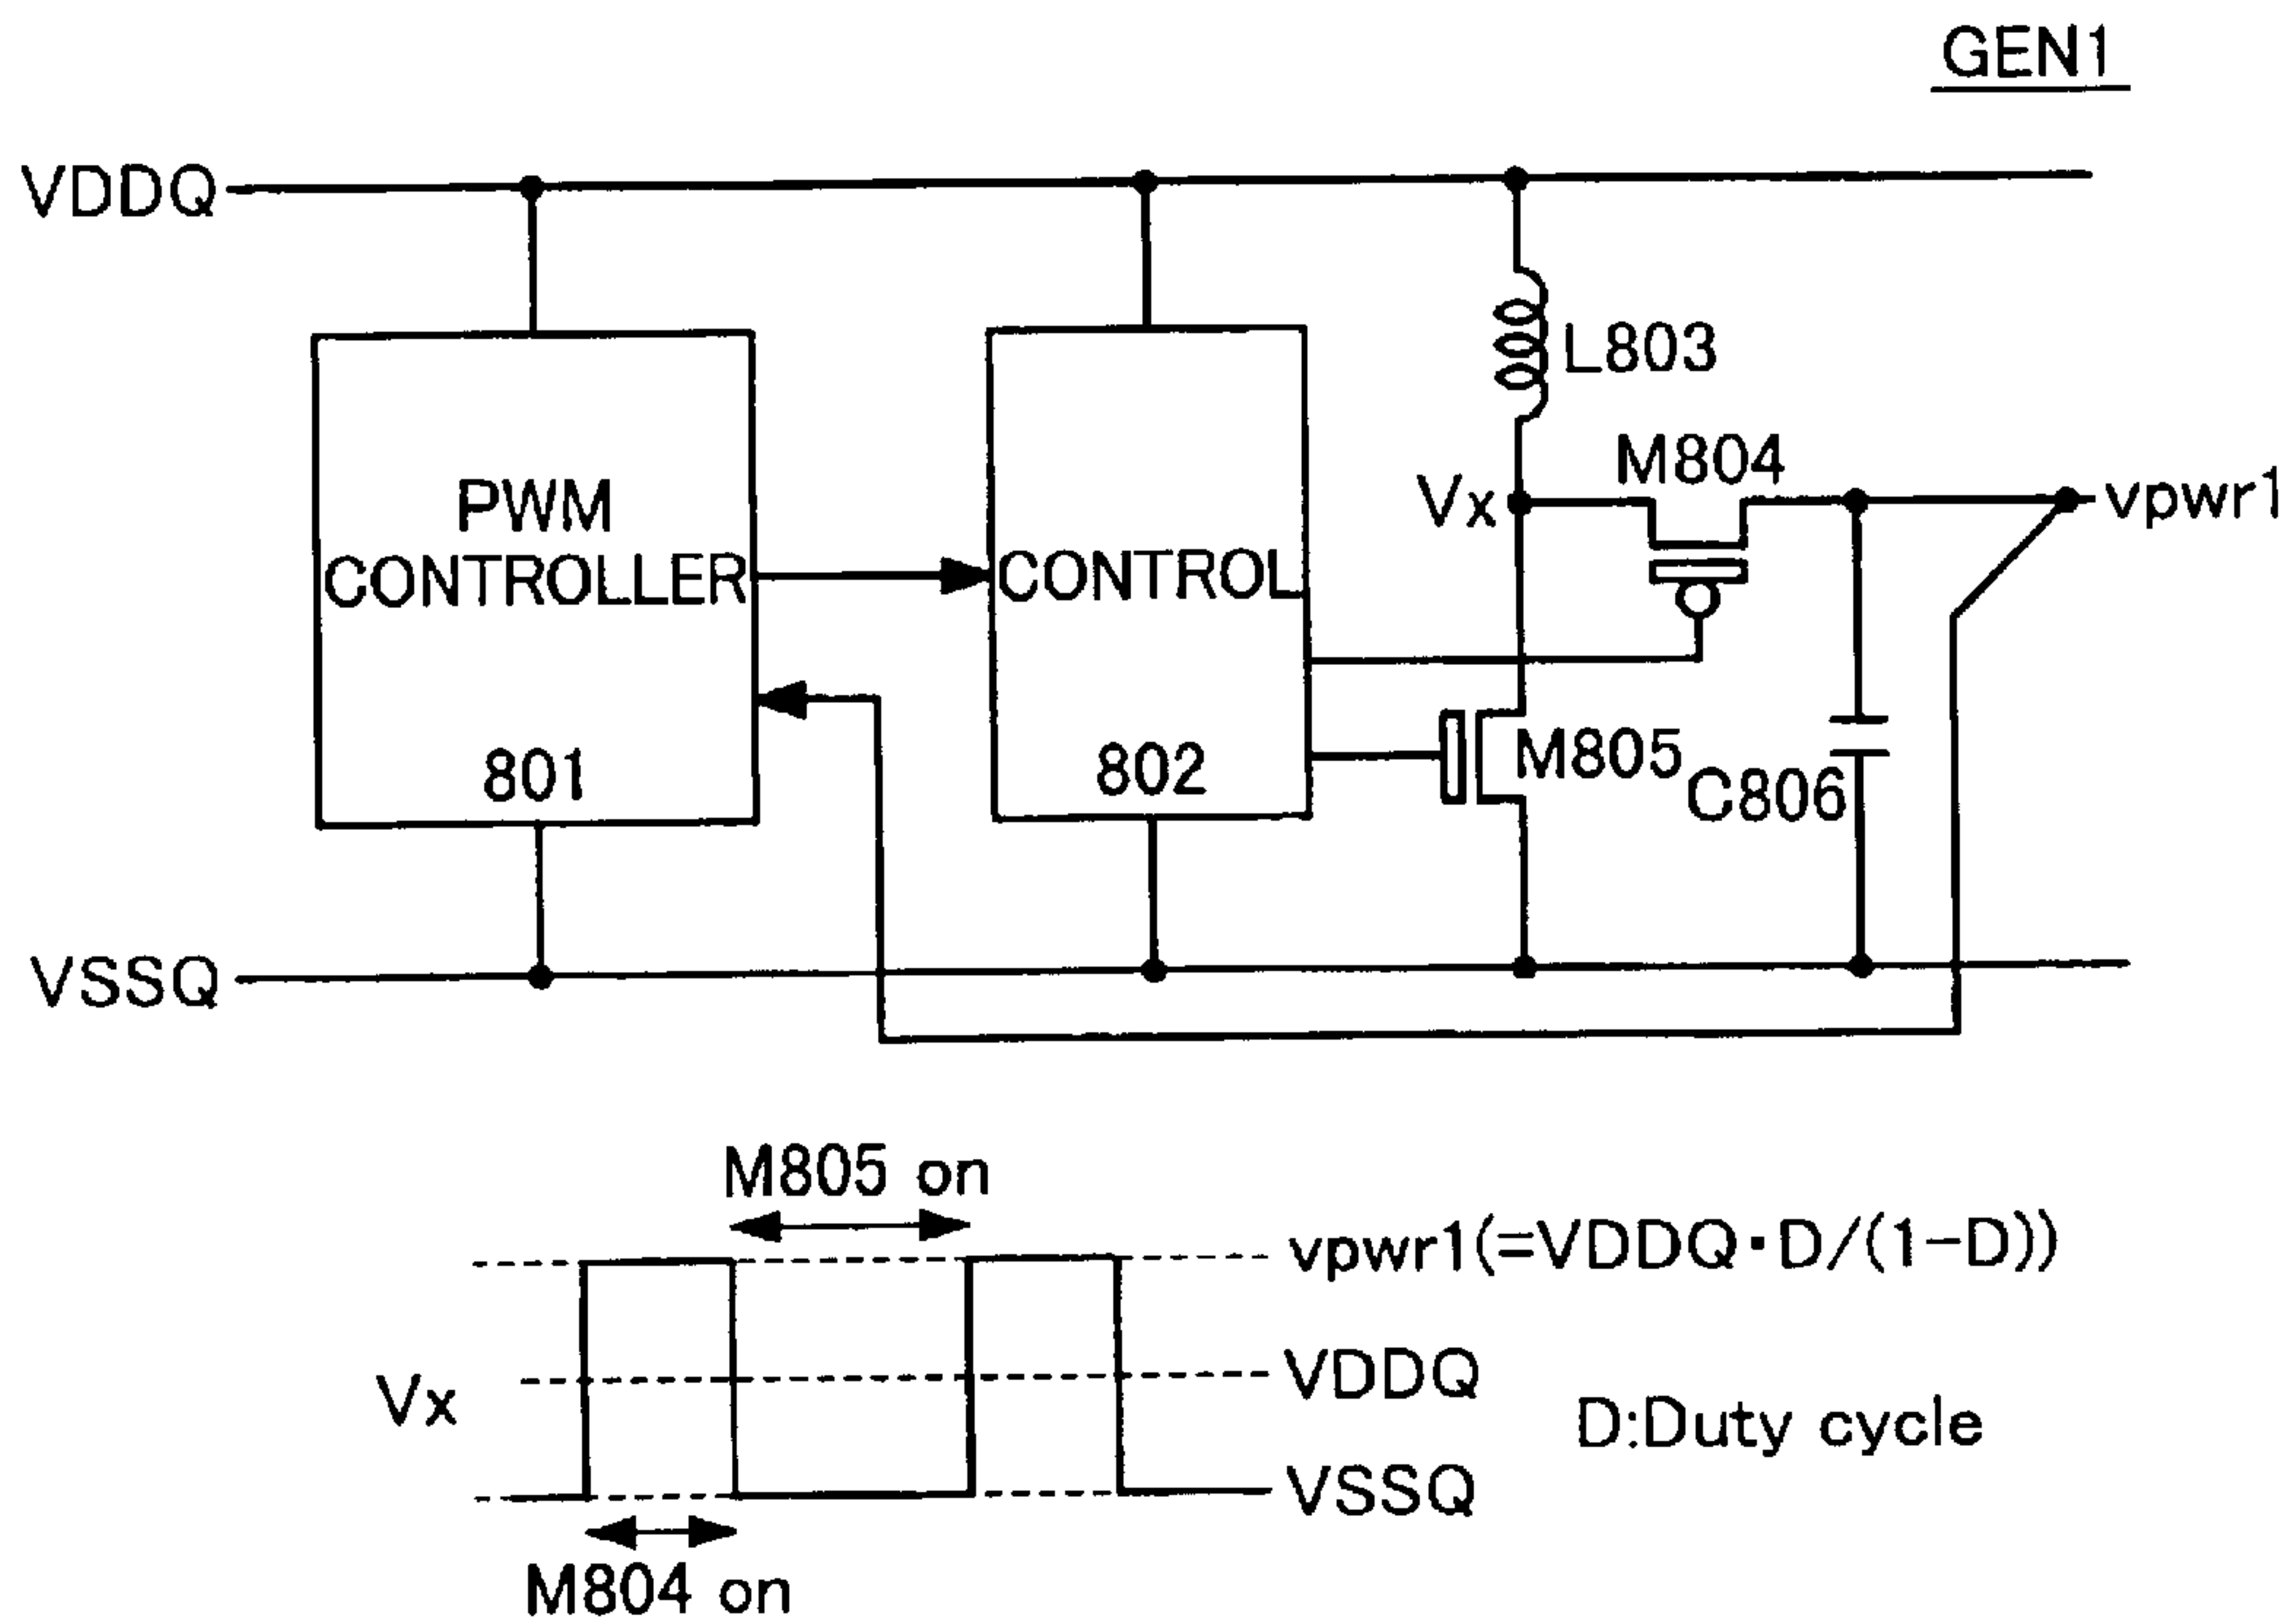 GEN1
VDDQ
L803
M804
Vx
vpwr1
PWM
CONTROLLER
CONTROL
801
802
M805
C806
VSSQ
M805 on
vpwr1(=VDDQ·D/(1-D))
Vx
VDDQ
D:Duty cycle
VSSQ
M804 on